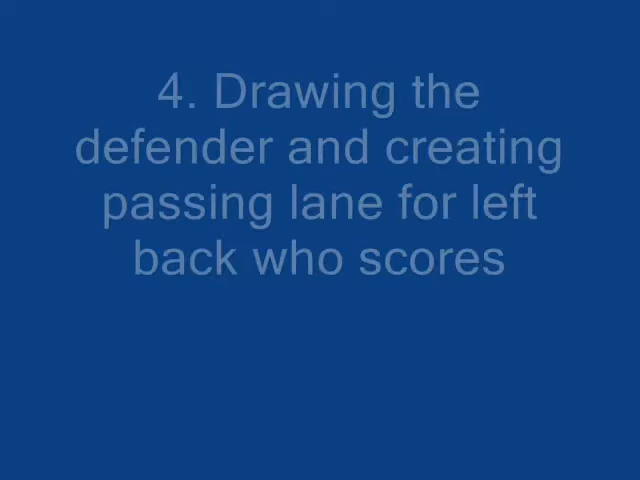 4. Drawing the
defender and creating
passing lane for left
back who scores